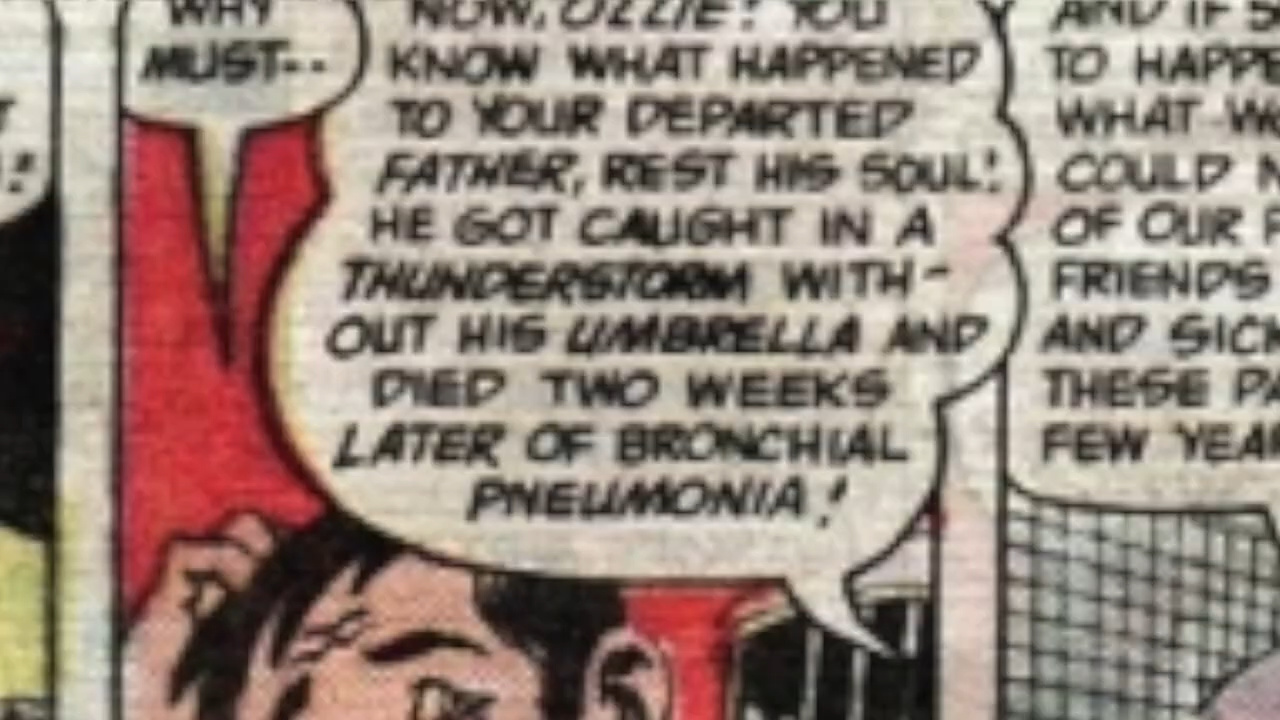 WHY
MUST--
NOW, OZZIE! YOU
KNOW WHAT HAPPENED
TO YOUR DEPARTED
FATHER, REST HIS SOUL!
HE GOT CAUGHT IN A
THUNDERSTORM WITH-
OUT HIS UMBRELLA AND
DIED TWO WEEKS
LATER OF BRONCHIAL
PNEUMONIA!
AND IF
TO
WHAT
COULD
OF OUR
FRIENDS
AND
THESE
FEW